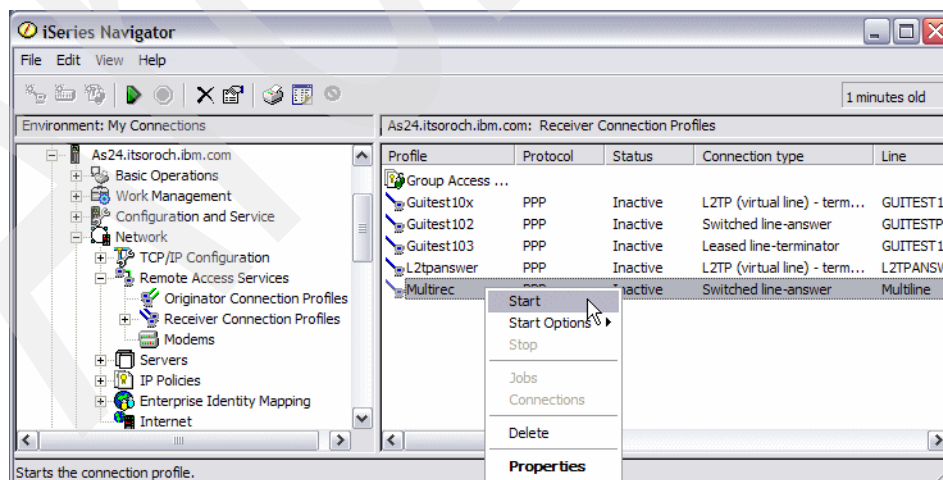 iSeries Navigator
File Edit View Help
1 minutes old
Environment: My Connections
As24.itsoroch.ibm.com: Receiver Connection Profiles
As24.itsoroch.ibm.com
Basic Operations
Work Management
Configuration and Service
Network
TCP/IP Configuration
Remote Access Services
Originator Connection Profiles
Receiver Connection Profiles
Modems
Servers
IP Policies
Enterprise Identity Mapping
Internet
Profile Protocol Status Connection type Line
Group Access ...
Guitest10x PPP Inactive L2TP (virtual line) - term... GUITEST1
Guitest102 PPP Inactive Switched line-answer GUITESTP
Guitest103 PPP Inactive Leased line-terminator GUITEST1
L2tpanswer PPP Inactive L2TP (virtual line) - term... L2TPANSW
Multirec Switched line-answer Multiline
Start
Start Options
Stop
Jobs
Connections
Delete
Properties
Starts the connection profile.